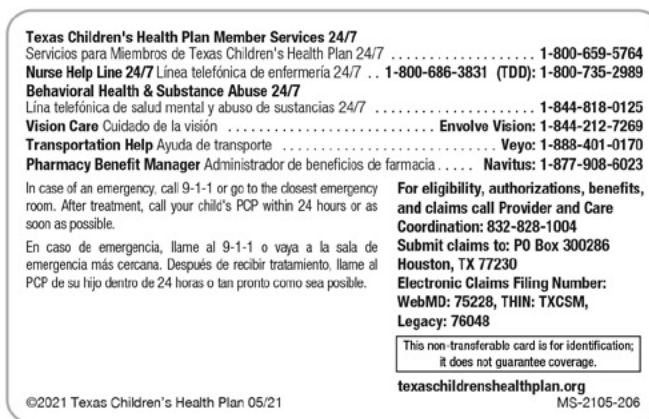 Texas Children's Health Plan Member Services 24/7
Servicios para Miembros de Texas Children's Health Plan 24/7 . . . . . . . . . . . . . . . . . . . 1-800-659-5764
Nurse Help Line 24/7 Línea telefónica de enfermería 24/7 . . 1-800-686-3831 (TDD): 1-800-735-2989
Behavioral Health & Substance Abuse 24/7
Lína telefónica de salud mental y abuso de sustancias 24/7 . . . . . . . . . . . . . . . . . . . . . 1-844-818-0125
Vision Care Cuidado de la visión . . . . . . . . . . . . . . . . . . . . . . . . . . Envolve Vision: 1-844-212-7269
Transportation Help Ayuda de transporte . . . . . . . . . . . . . . . . . . . . . . . . . . . Veyo: 1-888-401-0170
Pharmacy Benefit Manager Administrador de beneficios de farmacia . . . . . Navitus: 1-877-908-6023
In case of an emergency, call 9-1-1 or go to the closest emergency
room. After treatment, call your child's PCP within 24 hours or as
soon as possible.
En caso de emergencia, llame al 9-1-1 o vaya a la sala de
emergencia más cercana. Después de recibir tratamiento, llame al
PCP de su hijo dentro de 24 horas o tan pronto como sea posible.
For eligibility, authorizations, benefits,
and claims call Provider and Care
Coordination: 832-828-1004
Submit claims to: PO Box 300286
Houston, TX 77230
Electronic Claims Filing Number:
WebMD: 75228, THIN: TXCSM,
Legacy: 76048
This non-transferable card is for identification;
it does not guarantee coverage.
texaschildrenshealthplan.org
©2021 Texas Children's Health Plan 05/21
MS-2105-206